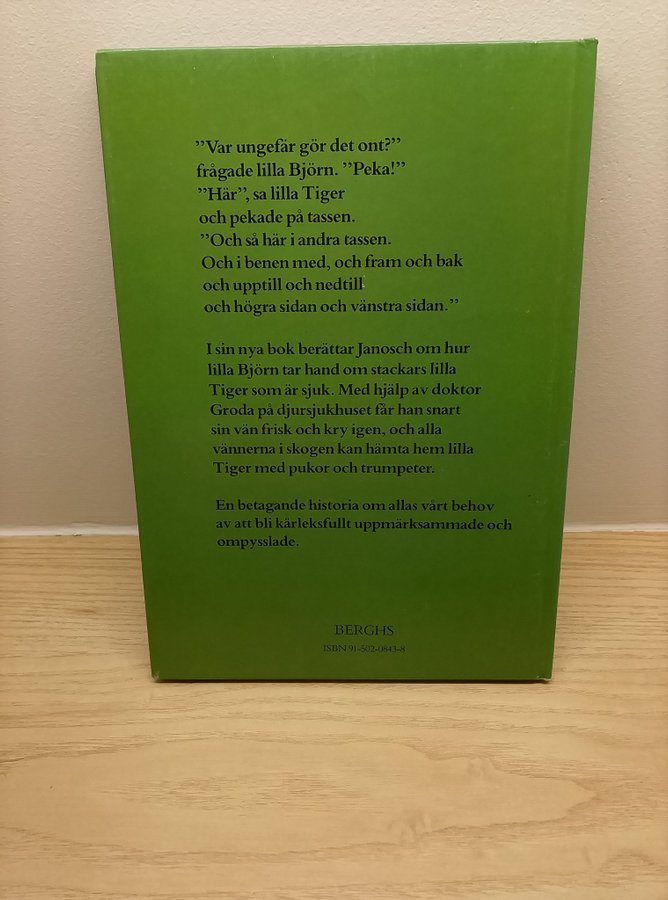 ”Var ungefär gör det ont?”
frågade lilla Björn. ”Peka!”
”Här”, sa lilla Tiger
och pekade på tassen.
”Och så här i andra tassen.
Och i benen med, och fram och bak
och upptill och nedtill
och högra sidan och vänstra sidan.”
I sin nya bok berättar Janosch om hur
lilla Björn tar hand om stackars lilla
Tiger som är sjuk. Med hjälp av doktor
Groda på djursjukhuset får han snart
sin vän frisk och kry igen, och alla
vännerna i skogen kan hämta hem lilla
Tiger med pukor och trumpeter.
En betagande historia om allas vårt behov
av att bli kärleksfullt uppmärksammade och
ompysslade.
BERGHS
ISBN 91-502-0843-8